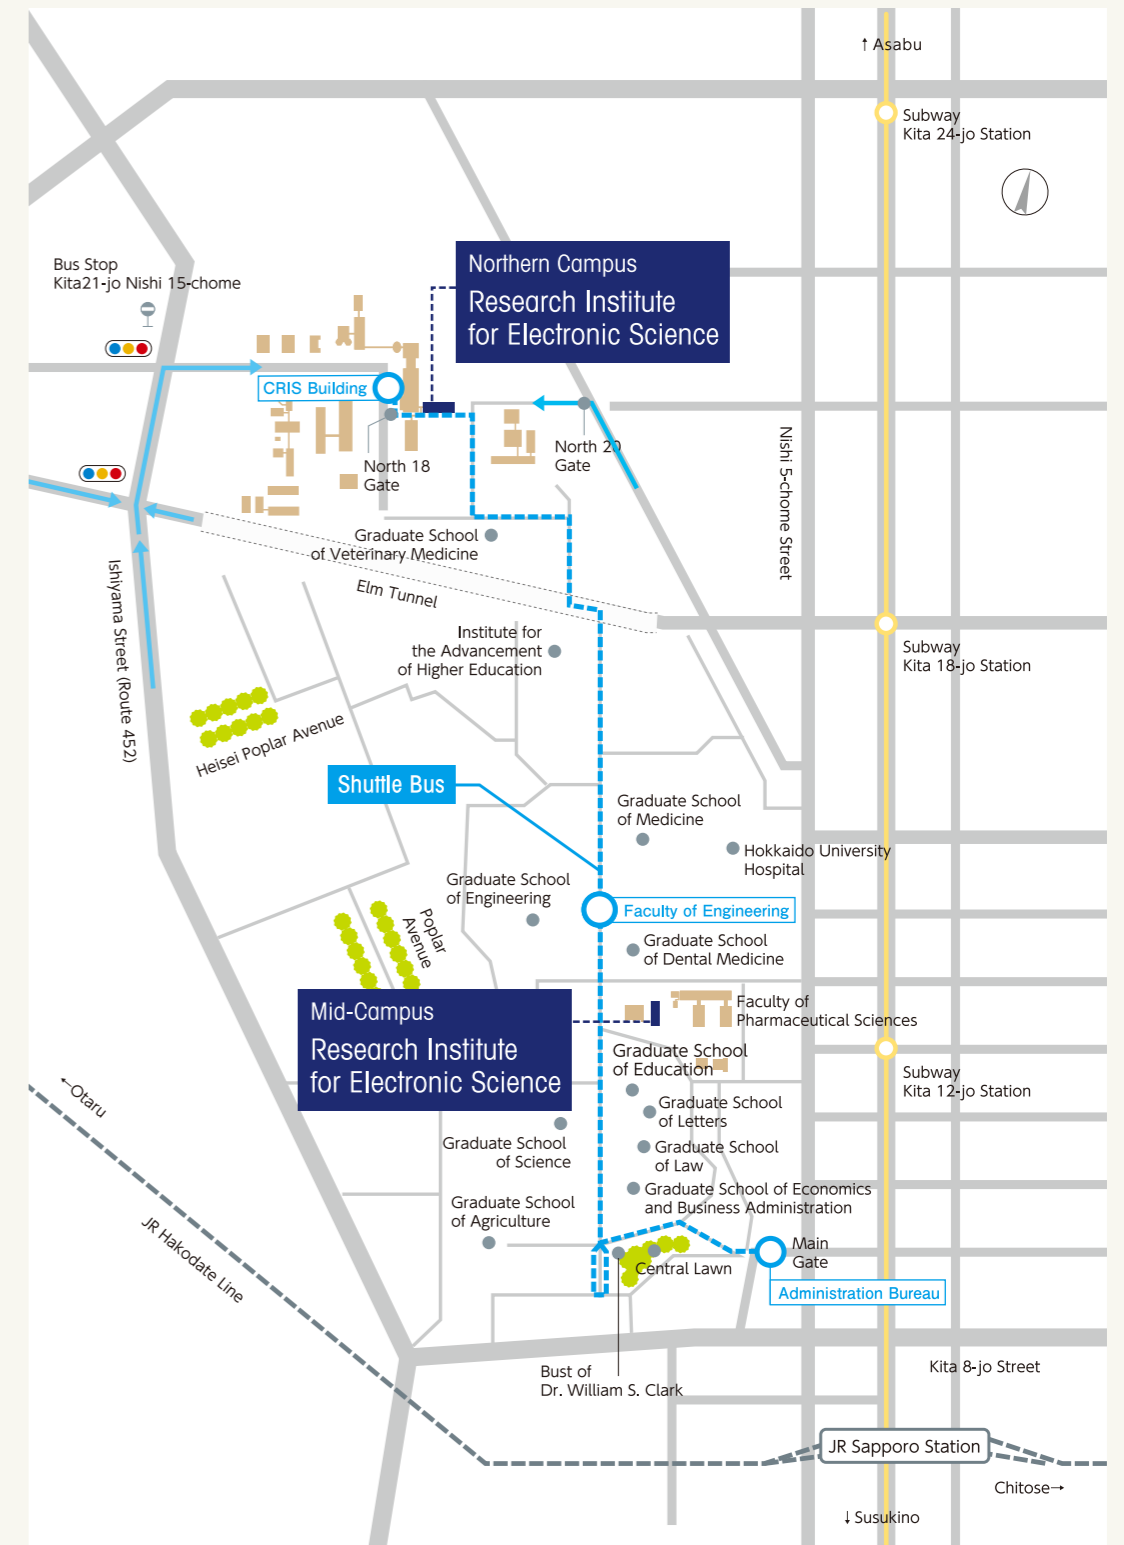 ↑ Asabu
Subway
Kita 24-jo Station
Northern Campus
Research Institute
for Electronic Science
Bus Stop
Kita21-jo Nishi 15-chome
CRIS Building
North 18
Gate
North 20
Gate
Nishi 5-chome Street
Graduate School
of Veterinary Medicine
Elm Tunnel
Ishiyama Street (Route 452)
Institute for
the Advancement
of Higher Education
Subway
Kita 18-jo Station
Heisei Poplar Avenue
Shuttle Bus
Graduate School
of Medicine
Hokkaido University
Hospital
Graduate School
of Engineering
Faculty of Engineering
Poplar
Avenue
Graduate School
of Dental Medicine
Mid-Campus
Research Institute
for Electronic Science
Faculty of
Pharmaceutical Sciences
Graduate School
of Education
Subway
Kita 12-jo Station
←Otaru
Graduate School
of Letters
Graduate School
of Science
Graduate School
of Law
Graduate School of Economics
and Business Administration
Graduate School
of Agriculture
JR Hakodate Line
Main
Gate
Central Lawn
Administration Bureau
Bust of
Dr. William S. Clark
Kita 8-jo Street
JR Sapporo Station
Chitose→
↓ Susukino